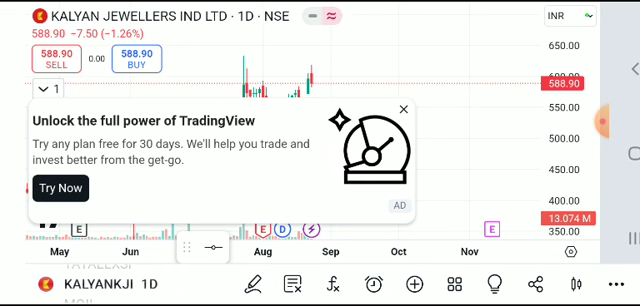 KALYAN JEWELLERS IND LTD · 1D · NSE
INR
588.90 −7.50 (−1.26%)
588.90
SELL
0.00
588.90
BUY
1
650.00
600.00
588.90
550.00
500.00
450.00
400.00
13.074 M
350.00
Unlock the full power of TradingView
Try any plan free for 30 days. We'll help you trade and
invest better from the get-go.
Try Now
AD
E
E
D
E
May
Jun
Aug
Sep
Oct
Nov
KALYANKJI 1D